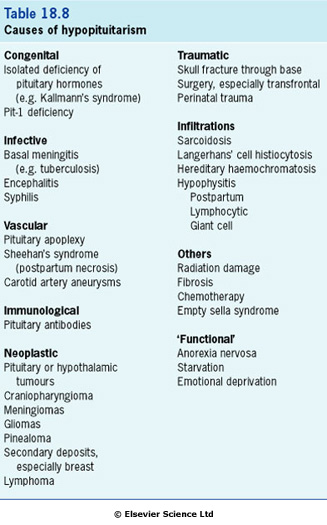 Table 18.8
Causes of hypopituitarism
Congenital
Isolated deficiency of
pituitary hormones
(e.g. Kallmann's syndrome)
Pit-1 deficiency
Infective
Basal meningitis
(e.g. tuberculosis)
Encephalitis
Syphilis
Vascular
Pituitary apoplexy
Sheehan's syndrome
(postpartum necrosis)
Carotid artery aneurysms
Immunological
Pituitary antibodies
Neoplastic
Pituitary or hypothalamic
tumours
Craniopharyngioma
Meningiomas
Gliomas
Pinealoma
Secondary deposits,
especially breast
Lymphoma
Traumatic
Skull fracture through base
Surgery, especially transfrontal
Perinatal trauma
Infiltrations
Sarcoidosis
Langerhans' cell histiocytosis
Hereditary haemochromatosis
Hypophysitis
Postpartum
Lymphocytic
Giant cell
Others
Radiation damage
Fibrosis
Chemotherapy
Empty sella syndrome
'Functional'
Anorexia nervosa
Starvation
Emotional deprivation
© Elsevier Science Ltd